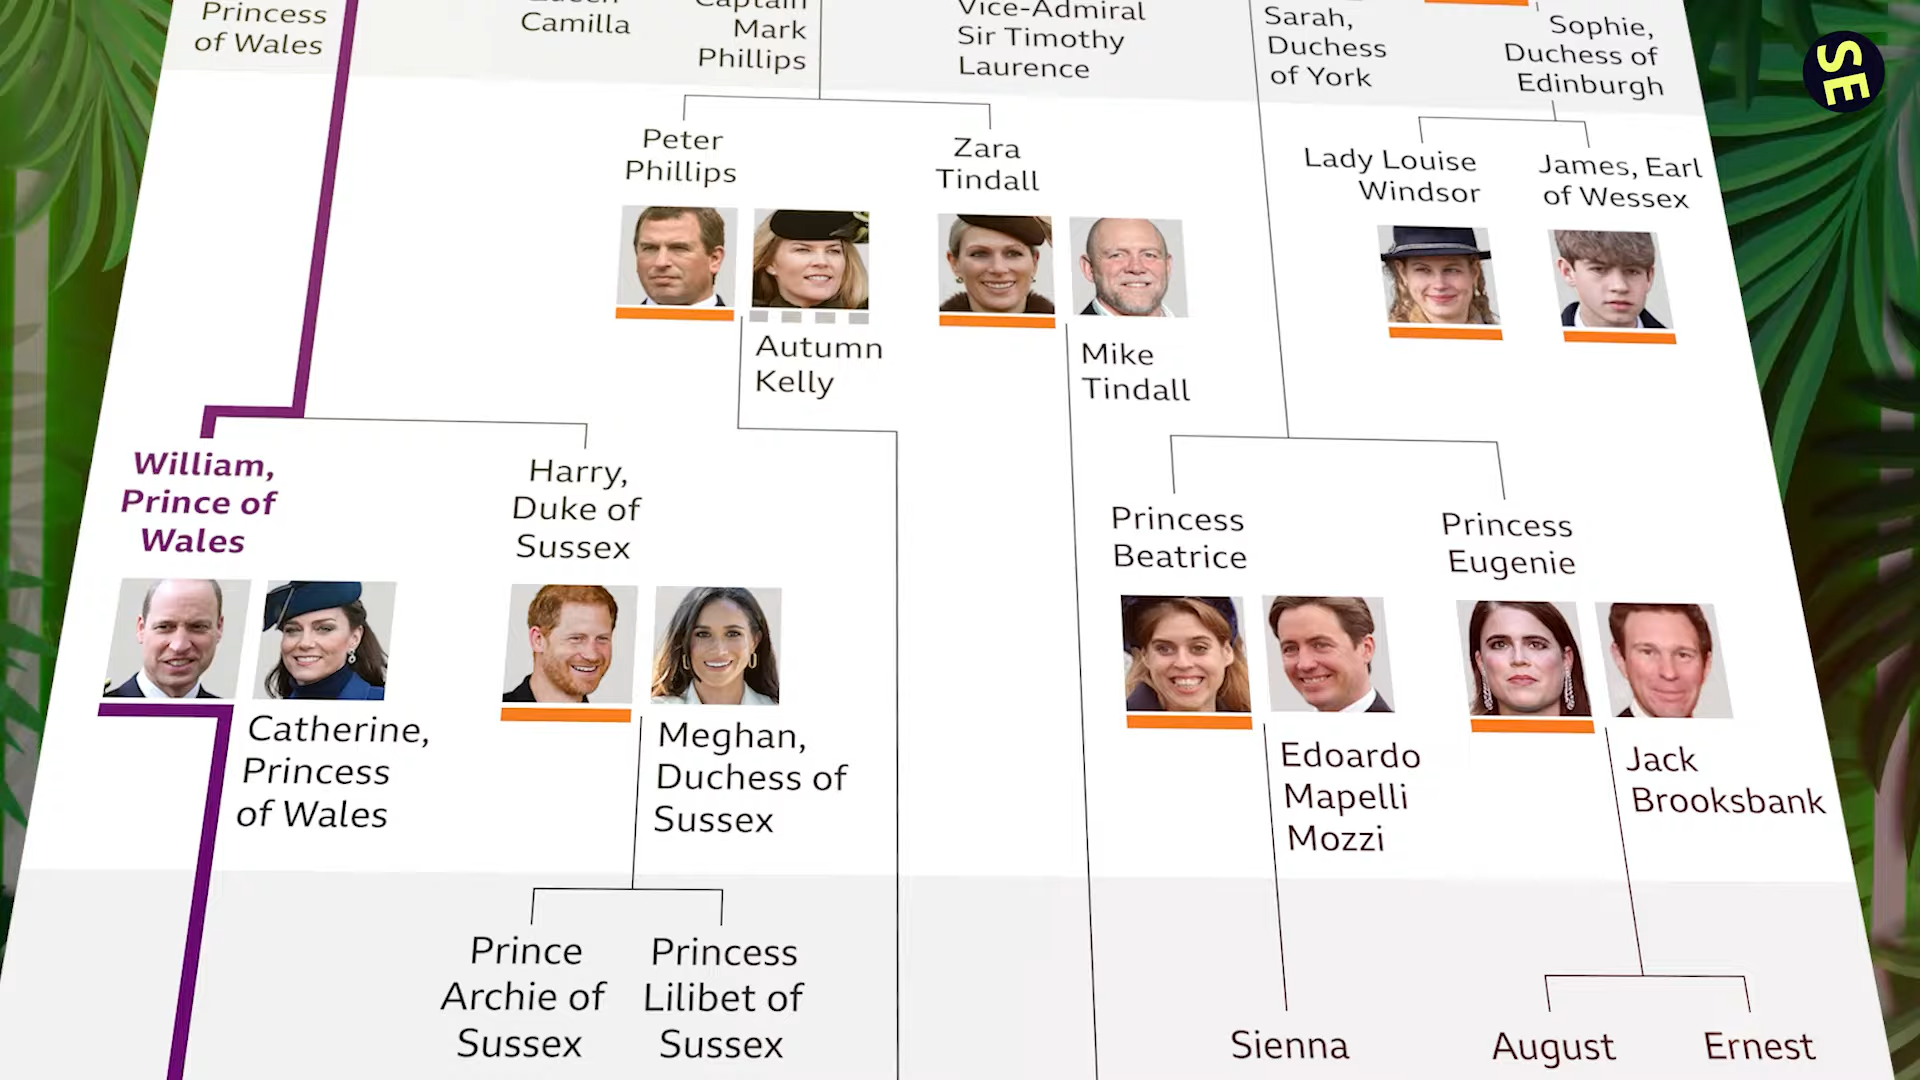 Princess
of Wales
Camilla
Captain
Mark
Phillips
Vice-Admiral
Sir Timothy
Laurence
Sarah,
Duchess
of York
Sophie,
Duchess of
Edinburgh
SE
Peter
Phillips
Zara
Tindall
Lady Louise
Windsor
James, Earl
of Wessex
Autumn
Kelly
Mike
Tindall
William,
Prince of
Wales
Harry,
Duke of
Sussex
Princess
Beatrice
Princess
Eugenie
Catherine,
Princess
of Wales
Meghan,
Duchess of
Sussex
Edoardo
Mapelli
Mozzi
Jack
Brooksbank
Prince
Archie of
Sussex
Princess
Lilibet of
Sussex
Sienna
August
Ernest